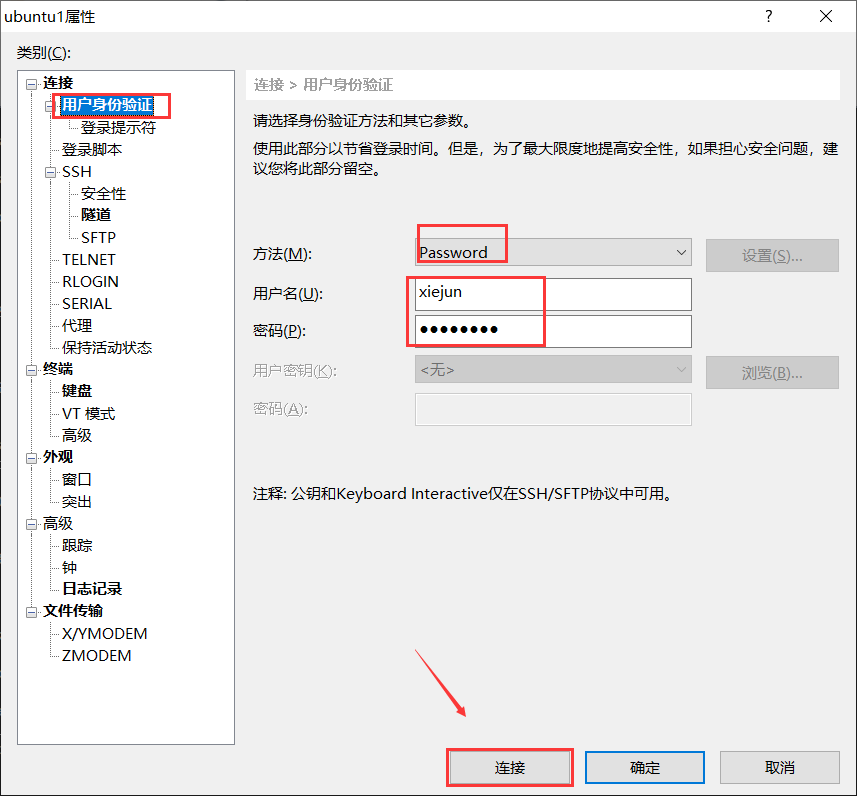 ubuntu1属性
?
类别(C):
连接
用户身份验证
登录提示符
登录脚本
SSH
安全性
隧道
SFTP
TELNET
RLOGIN
SERIAL
代理
保持活动状态
终端
键盘
VT 模式
高级
外观
窗口
突出
高级
跟踪
钟
日志记录
文件传输
X/YMODEM
ZMODEM
连接 > 用户身份验证
请选择身份验证方法和其它参数。
使用此部分以节省登录时间。但是，为了最大限度地提高安全性，如果担心安全问题，建
议您将此部分留空。
方法(M):
Password
设置(S)...
用户名(U):
xiejun
密码(P):
●●●●●●●●
用户密钥(K):
<无>
浏览(B)...
密码(A):
注释: 公钥和Keyboard Interactive仅在SSH/SFTP协议中可用。
连接
确定
取消